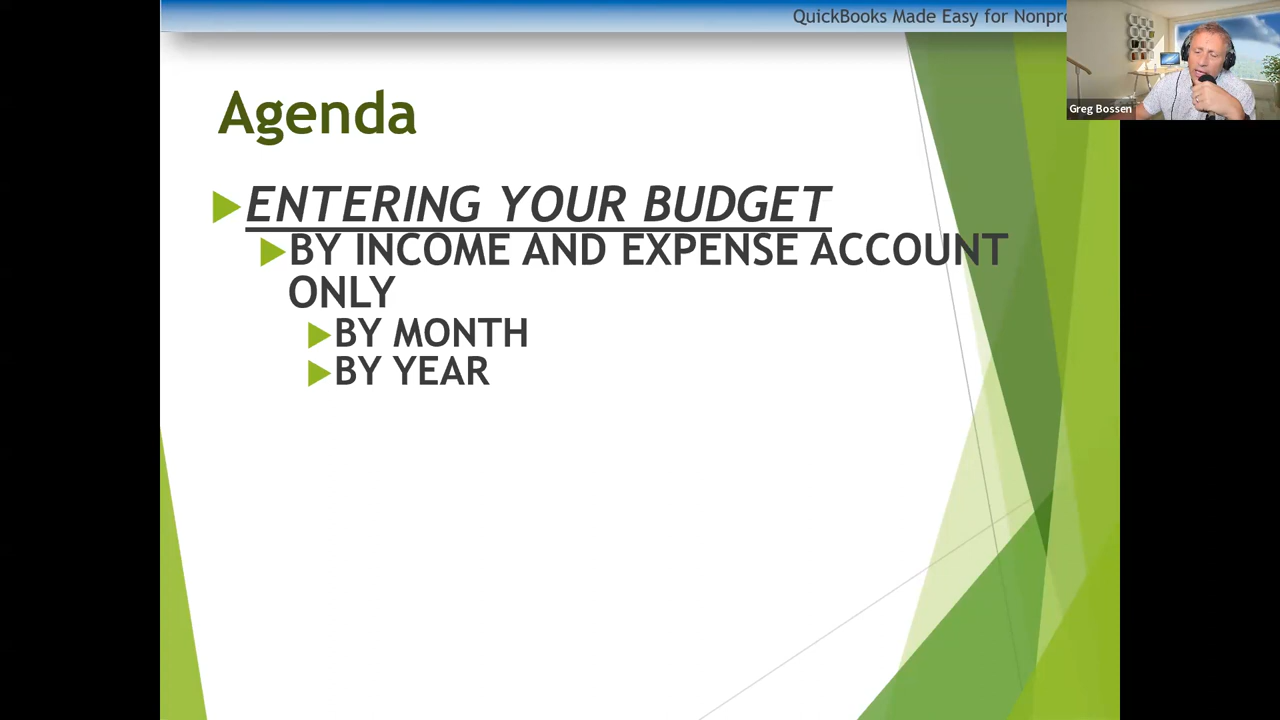 QuickBooks Made Easy for Nonpro
Greg Bossen
Agenda
ENTERING YOUR BUDGET
BY INCOME AND EXPENSE ACCOUNT
ONLY
BY MONTH
BY YEAR